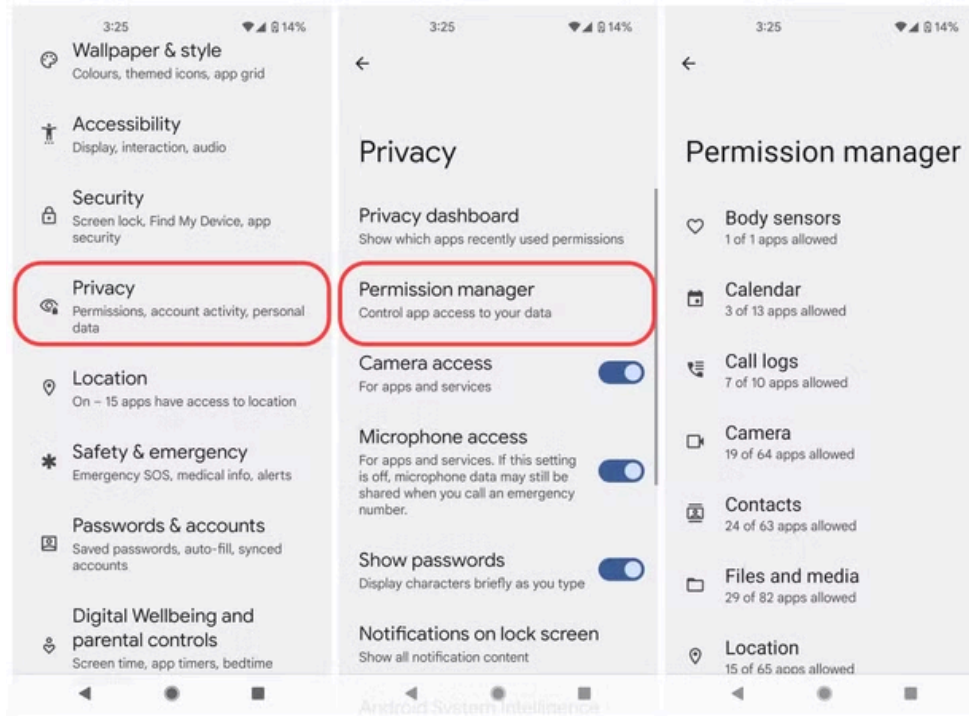 3:25
14%
Wallpaper & style
Colours, themed icons, app grid
Accessibility
Display, interaction, audio
Security
Screen lock, Find My Device, app
security
Privacy
Permissions, account activity, personal
data
Location
On – 15 apps have access to location
Safety & emergency
Emergency SOS, medical info, alerts
Passwords & accounts
Saved passwords, auto-fill, synced
accounts
Digital Wellbeing and
parental controls
Screen time, app timers, bedtime
3:25
14%
Privacy
Privacy dashboard
Show which apps recently used permissions
Permission manager
Control app access to your data
Camera access
For apps and services
Microphone access
For apps and services. If this setting
is off, microphone data may still be
shared when you call an emergency
number.
Show passwords
Display characters briefly as you type
Notifications on lock screen
Show all notification content
Android System Intelligence
3:25
14%
Permission manager
Body sensors
1 of 1 apps allowed
Calendar
3 of 13 apps allowed
Call logs
7 of 10 apps allowed
Camera
19 of 64 apps allowed
Contacts
24 of 63 apps allowed
Files and media
29 of 82 apps allowed
Location
15 of 65 apps allowed